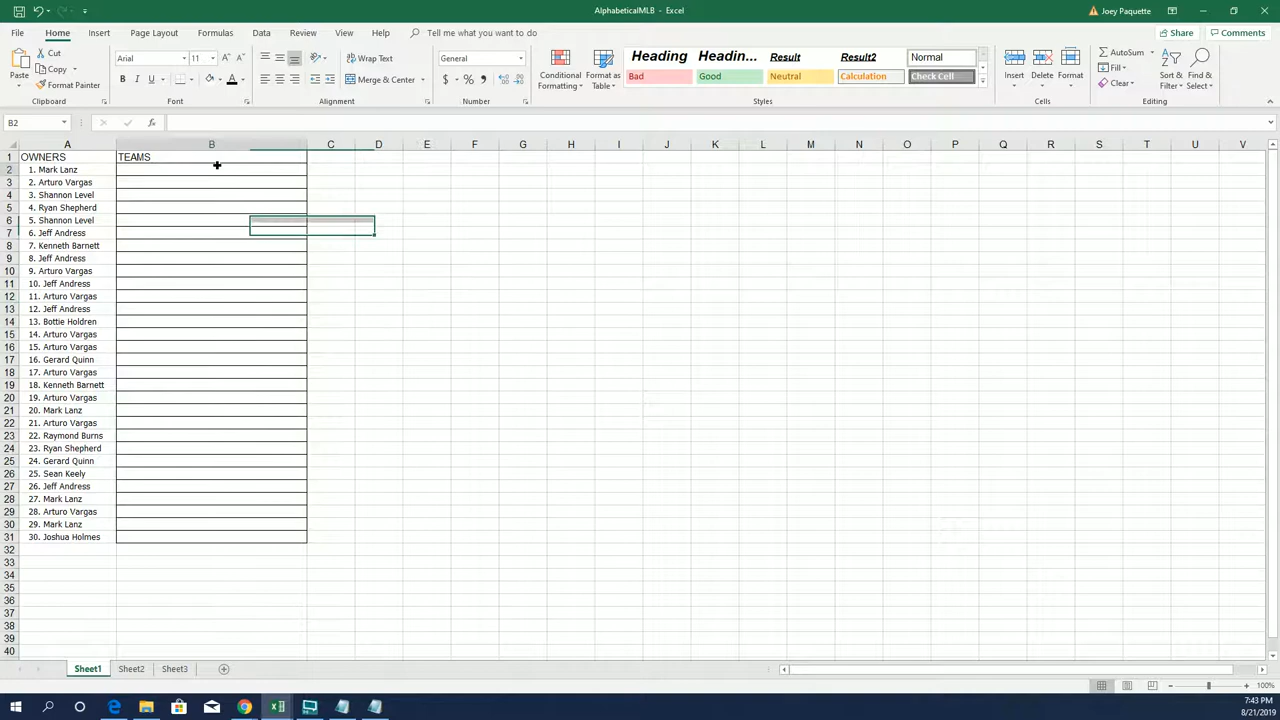 AlphabeticalMLB - Excel
Joey Paquette
File Home Insert Page Layout Formulas Data Review View Help Tell me what you want to do
Share Comments
Paste Cut Copy Format Painter
Clipboard
Arial 11
B I U
Font
Wrap Text
Merge & Center
Alignment
General
$ % ,
Number
Conditional Formatting Format as Table
Heading Headin... Result Result2 Normal
Bad Good Neutral Calculation Check Cell
Styles
Insert Delete Format
Cells
AutoSum Fill Clear
Sort & Filter Find & Select
Editing
B2 fx
A B C D E F G H I J K L M N O P Q R S T U V
1 OWNERS TEAMS
2 1. Mark Lanz
3 2. Arturo Vargas
4 3. Shannon Level
5 4. Ryan Shepherd
6 5. Shannon Level
7 6. Jeff Andress
8 7. Kenneth Barnett
9 8. Jeff Andress
10 9. Arturo Vargas
11 10. Jeff Andress
12 11. Arturo Vargas
13 12. Jeff Andress
14 13. Bottie Holdren
15 14. Arturo Vargas
16 15. Arturo Vargas
17 16. Gerard Quinn
18 17. Arturo Vargas
19 18. Kenneth Barnett
20 19. Arturo Vargas
21 20. Mark Lanz
22 21. Arturo Vargas
23 22. Raymond Burns
24 23. Ryan Shepherd
25 24. Gerard Quinn
26 25. Sean Keely
27 26. Jeff Andress
28 27. Mark Lanz
29 28. Arturo Vargas
30 29. Mark Lanz
31 30. Joshua Holmes
32
33
34
35
36
37
38
39
40
Sheet1 Sheet2 Sheet3
100%
7:43 PM
8/21/2019